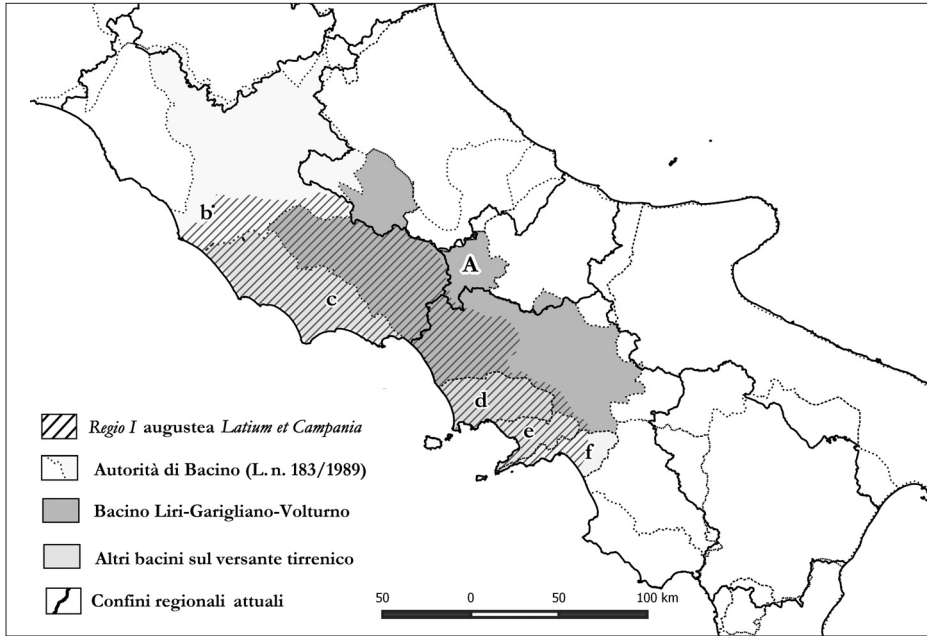 b
A
c
d
e
f
Regio I augustea Latium et Campania
Autorità di Bacino (L. n. 183/1989)
Bacino Liri-Garigliano-Volturno
Altri bacini sul versante tirrenico
Confini regionali attuali
50 0 50 100 km